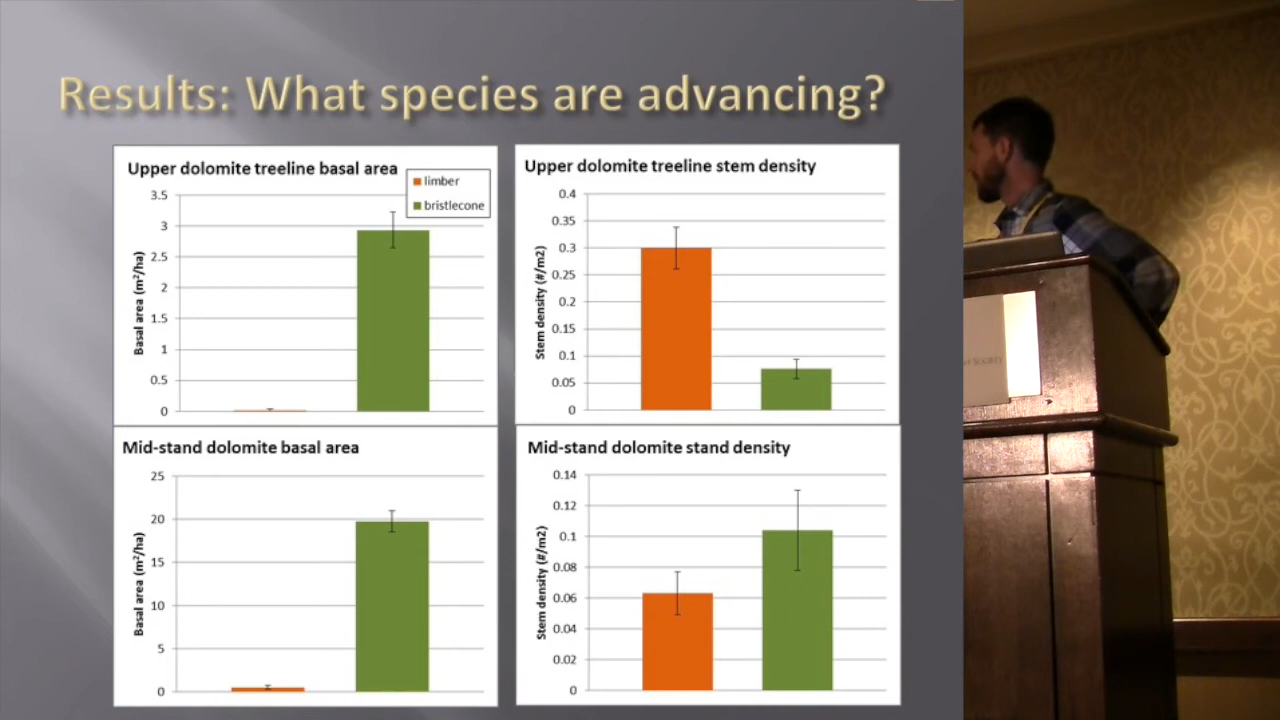 Results: What species are advancing?
Upper dolomite treeline basal area
limber
bristlecone
3.5
3
2.5
2
1.5
1
0.5
0
Basal area (m²/ha)
Upper dolomite treeline stem density
0.4
0.35
0.3
0.25
0.2
0.15
0.1
0.05
0
Stem density (#/m2)
Mid-stand dolomite basal area
25
20
15
10
5
0
Basal area (m²/ha)
Mid-stand dolomite stand density
0.14
0.12
0.1
0.08
0.06
0.04
0.02
0
Stem density (#/m2)
SOCIETY